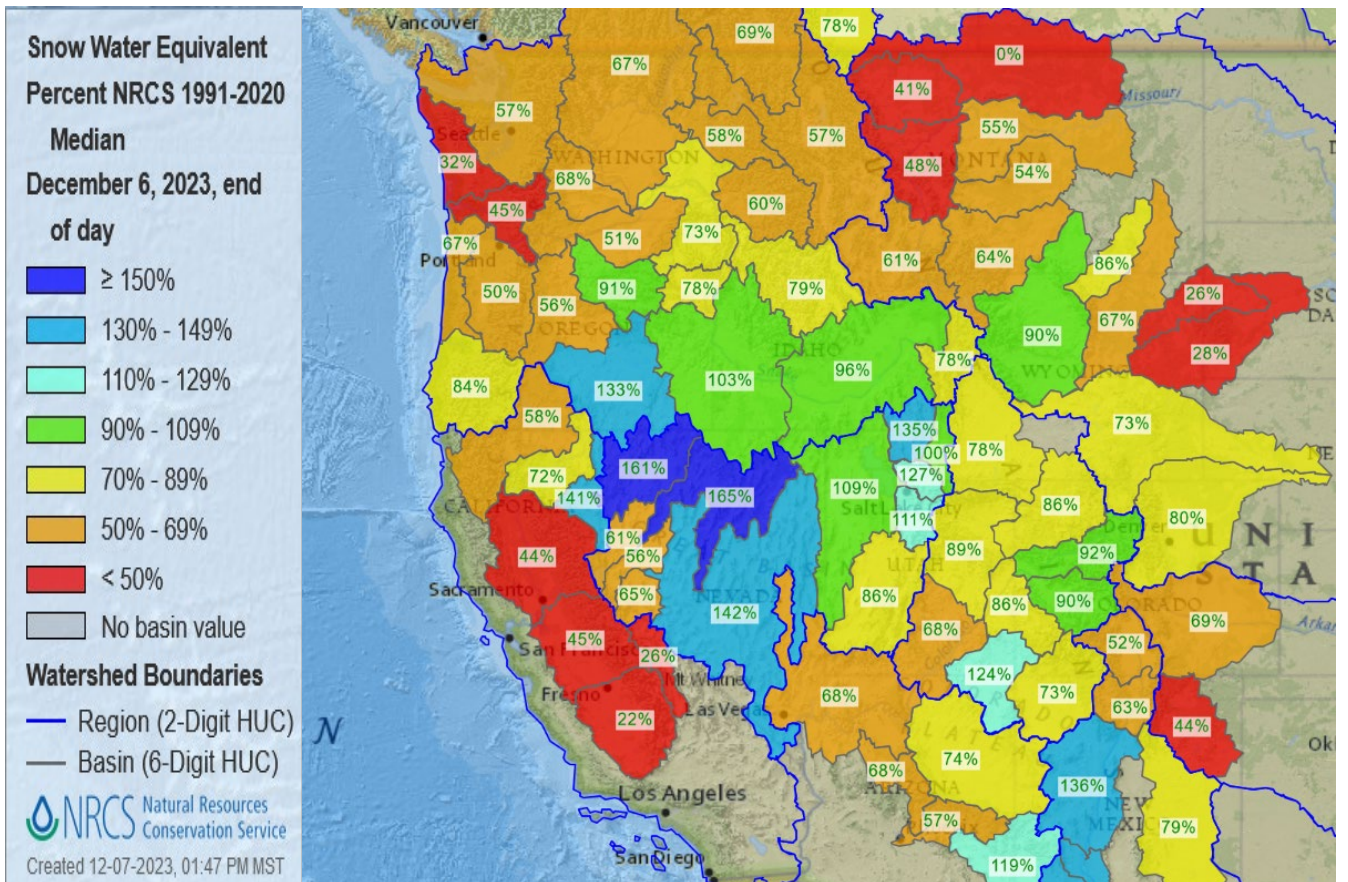 Snow Water Equivalent
Percent NRCS 1991-2020
Median
December 6, 2023, end
of day
≥ 150%
130% - 149%
110% - 129%
90% - 109%
70% - 89%
50% - 69%
< 50%
No basin value
Watershed Boundaries
Region (2-Digit HUC)
Basin (6-Digit HUC)
NRCS Natural Resources
Conservation Service
Created 12-07-2023, 01:47 PM MST
Vancouver
69%
78%
67%
0%
41%
Missouri
57%
Seattle
58%
57%
55%
WASHINGTON
MONTANA
32%
68%
48%
54%
45%
60%
67%
51%
73%
61%
64%
86%
Portland
50%
56%
91%
78%
79%
26%
OREGON
90%
67%
28%
IDAHO
WYOMING
84%
133%
103%
96%
78%
58%
135%
78%
73%
100%
72%
161%
127%
CALIFORNIA
141%
165%
109%
86%
Salt Lake City
111%
80%
Denver
UNI
44%
61%
56%
89%
92%
UTAH
STA
Sacramento
65%
NEVADA
142%
86%
86%
90%
COLORADO
69%
68%
52%
45%
San Francisco
26%
124%
Mt Whitney
73%
Fresno
68%
63%
44%
22%
Las Vegas
N
74%
68%
136%
Los Angeles
ARIZONA
57%
NEW
MEXICO
79%
San Diego
119%